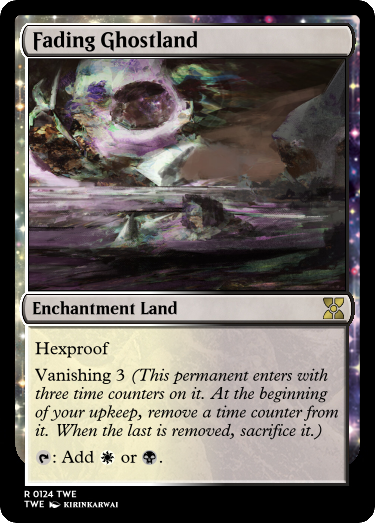 Fading Ghostland
Enchantment Land
Hexproof
Vanishing 3 (This permanent enters with
three time counters on it. At the beginning
of your upkeep, remove a time counter from
it. When the last is removed, sacrifice it.)
: Add or .
R 0124 TWE
TWE KIRINKARWAI